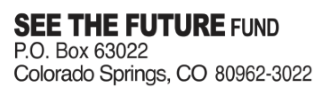 SEE THE FUTURE FUND
P.O. Box 63022
Colorado Springs, CO 80962-3022